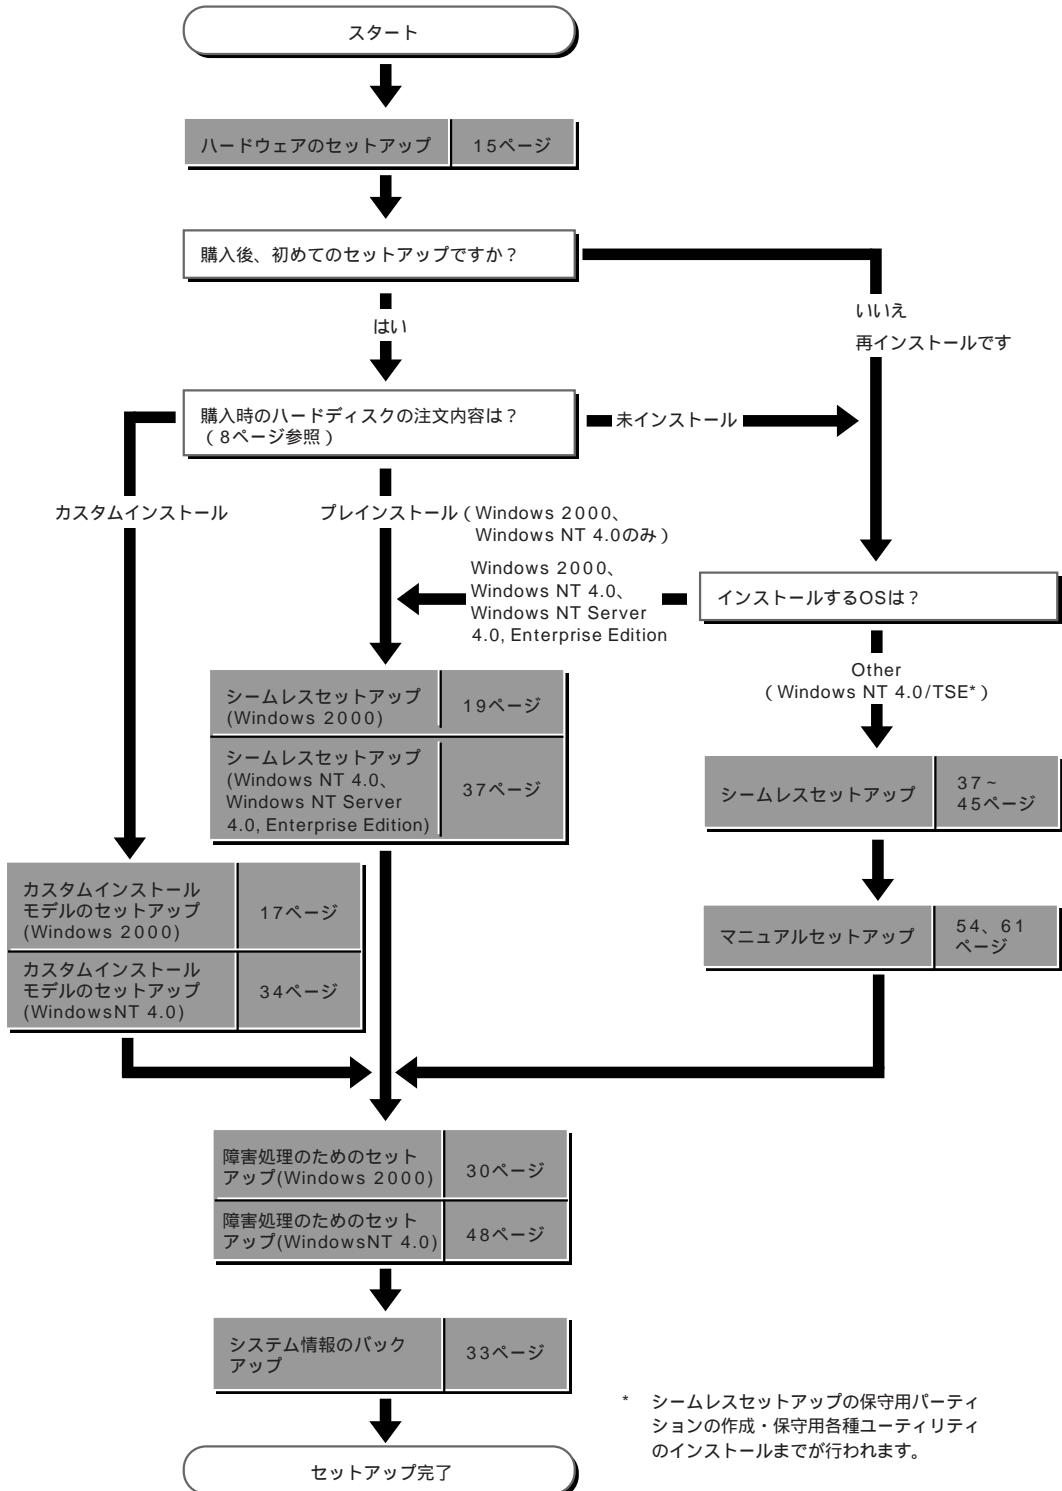 スタート
ハードウェアのセットアップ
15ページ
購入後、初めてのセットアップですか？
はい
いいえ
再インストールです
購入時のハードディスクの注文内容は？
（8ページ参照）
未インストール
カスタムインストール
プレインストール（Windows 2000、
Windows NT 4.0のみ）
Windows 2000、
Windows NT 4.0、
Windows NT Server
4.0, Enterprise Edition
インストールするOSは？
Other
（Windows NT 4.0/TSE*）
シームレスセットアップ
(Windows 2000)
19ページ
シームレスセットアップ
(Windows NT 4.0、
Windows NT Server
4.0, Enterprise Edition)
37ページ
シームレスセットアップ
37~
45ページ
カスタムインストール
モデルのセットアップ
(Windows 2000)
17ページ
カスタムインストール
モデルのセットアップ
(WindowsNT 4.0)
34ページ
マニュアルセットアップ
54、61
ページ
障害処理のためのセット
アップ(Windows 2000)
30ページ
障害処理のためのセット
アップ(WindowsNT 4.0)
48ページ
システム情報のバック
アップ
33ページ
* シームレスセットアップの保守用パーティ
ションの作成・保守用各種ユーティリティ
のインストールまでが行われます。
セットアップ完了